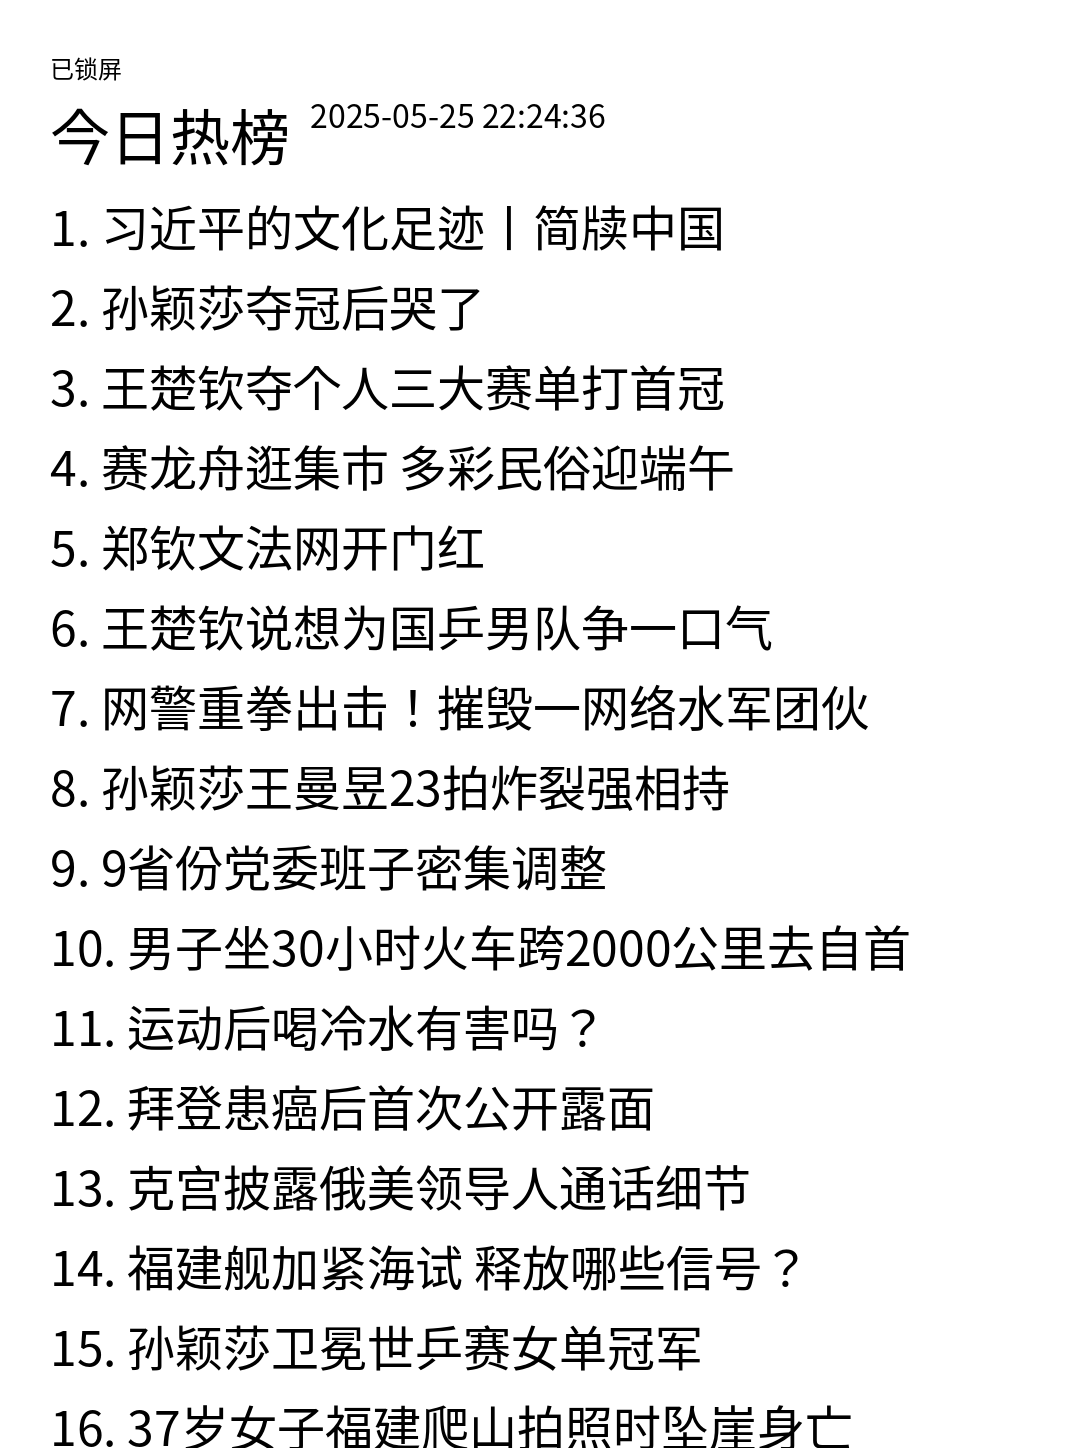 已锁屏
今日热榜 2025-05-25 22:24:36
1. 习近平的文化足迹丨简牍中国
2. 孙颖莎夺冠后哭了
3. 王楚钦夺个人三大赛单打首冠
4. 赛龙舟逛集市 多彩民俗迎端午
5. 郑钦文法网开门红
6. 王楚钦说想为国乒男队争一口气
7. 网警重拳出击！摧毁一网络水军团伙
8. 孙颖莎王曼昱23拍炸裂强相持
9. 9省份党委班子密集调整
10. 男子坐30小时火车跨2000公里去自首
11. 运动后喝冷水有害吗？
12. 拜登患癌后首次公开露面
13. 克宫披露俄美领导人通话细节
14. 福建舰加紧海试 释放哪些信号？
15. 孙颖莎卫冕世乒赛女单冠军
16. 37岁女子福建爬山拍照时坠崖身亡